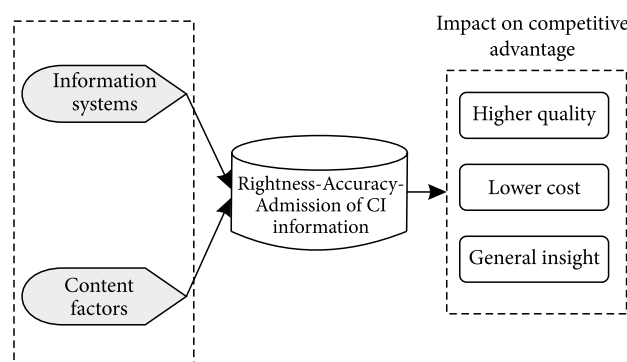 Impact on competitive
advantage
Information
systems
Higher quality
Rightness-Accuracy-
Admission of CI
information
Lower cost
General insight
Content
factors